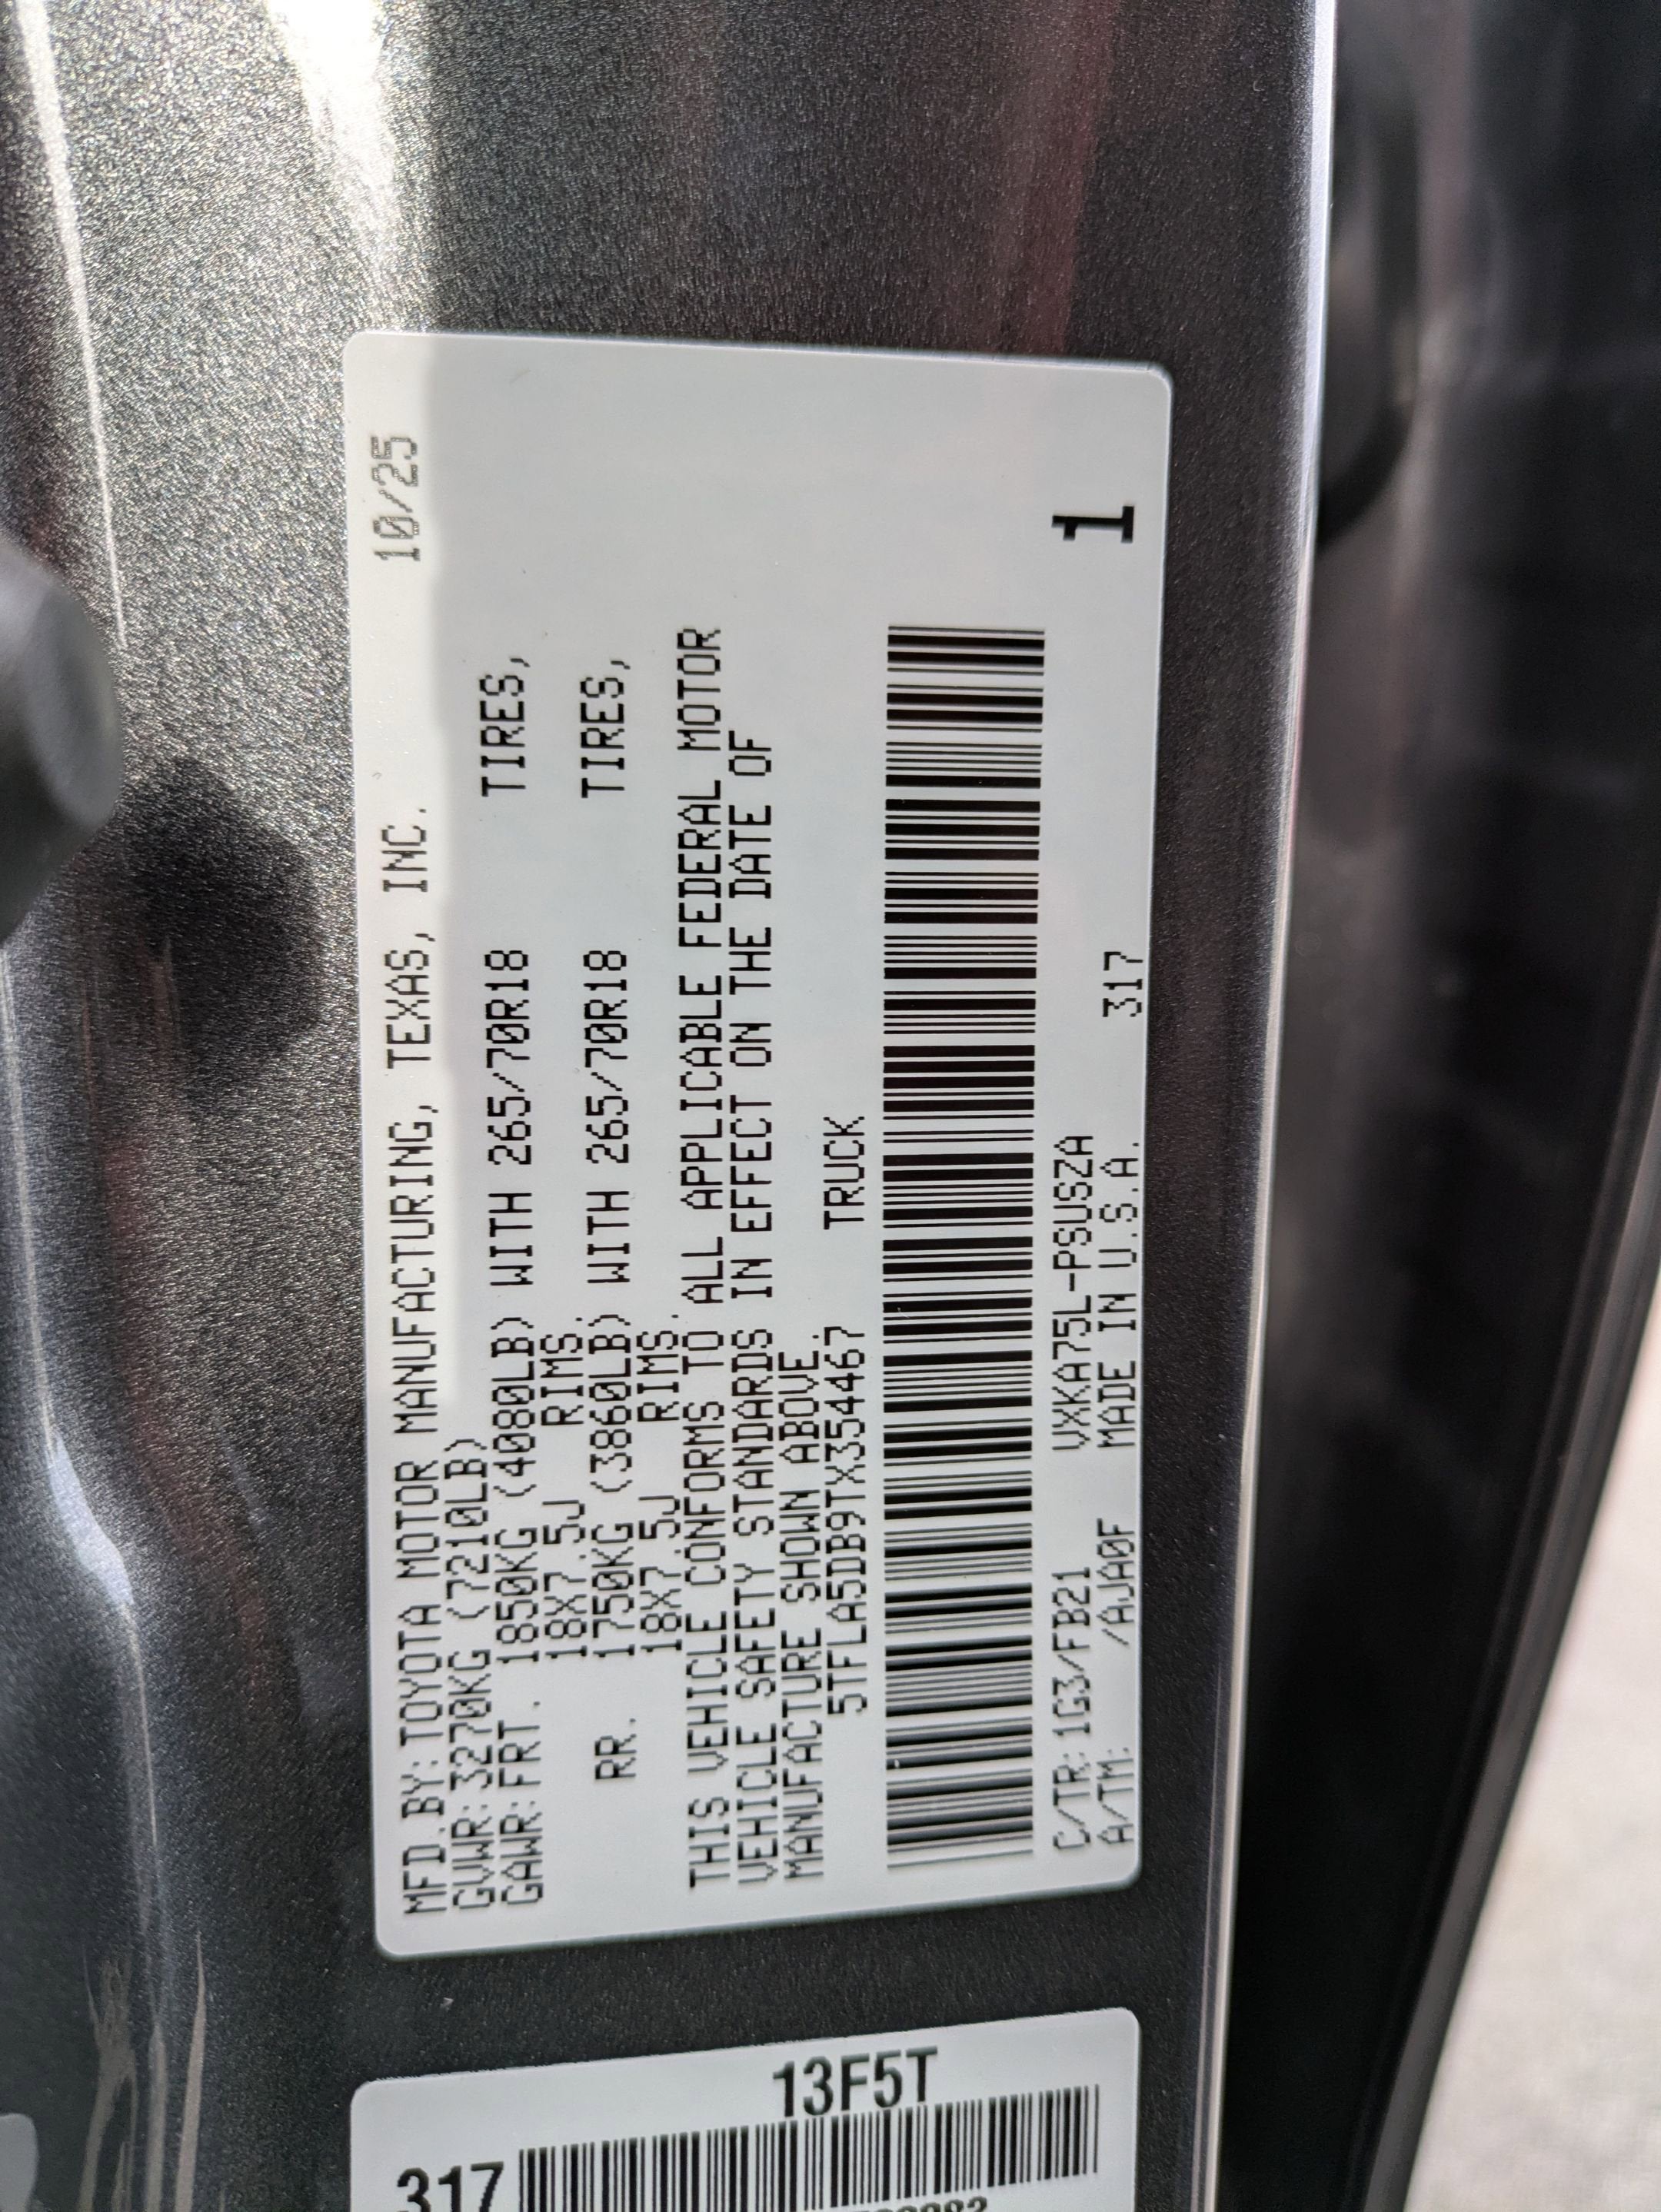 MFD.BY: TOYOTA MOTOR MANUFACTURING, TEXAS, INC. 10/25
GVWR: 3270KG (7210LB)
GAWR: FRT. 1850KG (4080LB) WITH 265/70R18 TIRES,
18X7.5J RIMS,
RR. 1750KG (3860LB) WITH 265/70R18 TIRES,
18X7.5J RIMS.
THIS VEHICLE CONFORMS TO ALL APPLICABLE FEDERAL MOTOR
VEHICLE SAFETY STANDARDS IN EFFECT ON THE DATE OF
MANUFACTURE SHOWN ABOVE.
5TFLA5DB9TX354467 TRUCK
C/TR: 1G3/FB21 VXKA75L-PSUSZA 1
A/TM: /AJA0F MADE IN U.S.A. 317
317
13F5T